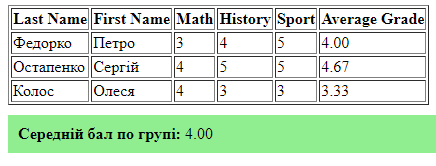 Last Name First Name Math History Sport Average Grade
Федорко Петро 3 4 5 4.00
Остапенко Сергій 4 5 5 4.67
Колос Олеся 4 3 3 3.33
Середній бал по групі: 4.00